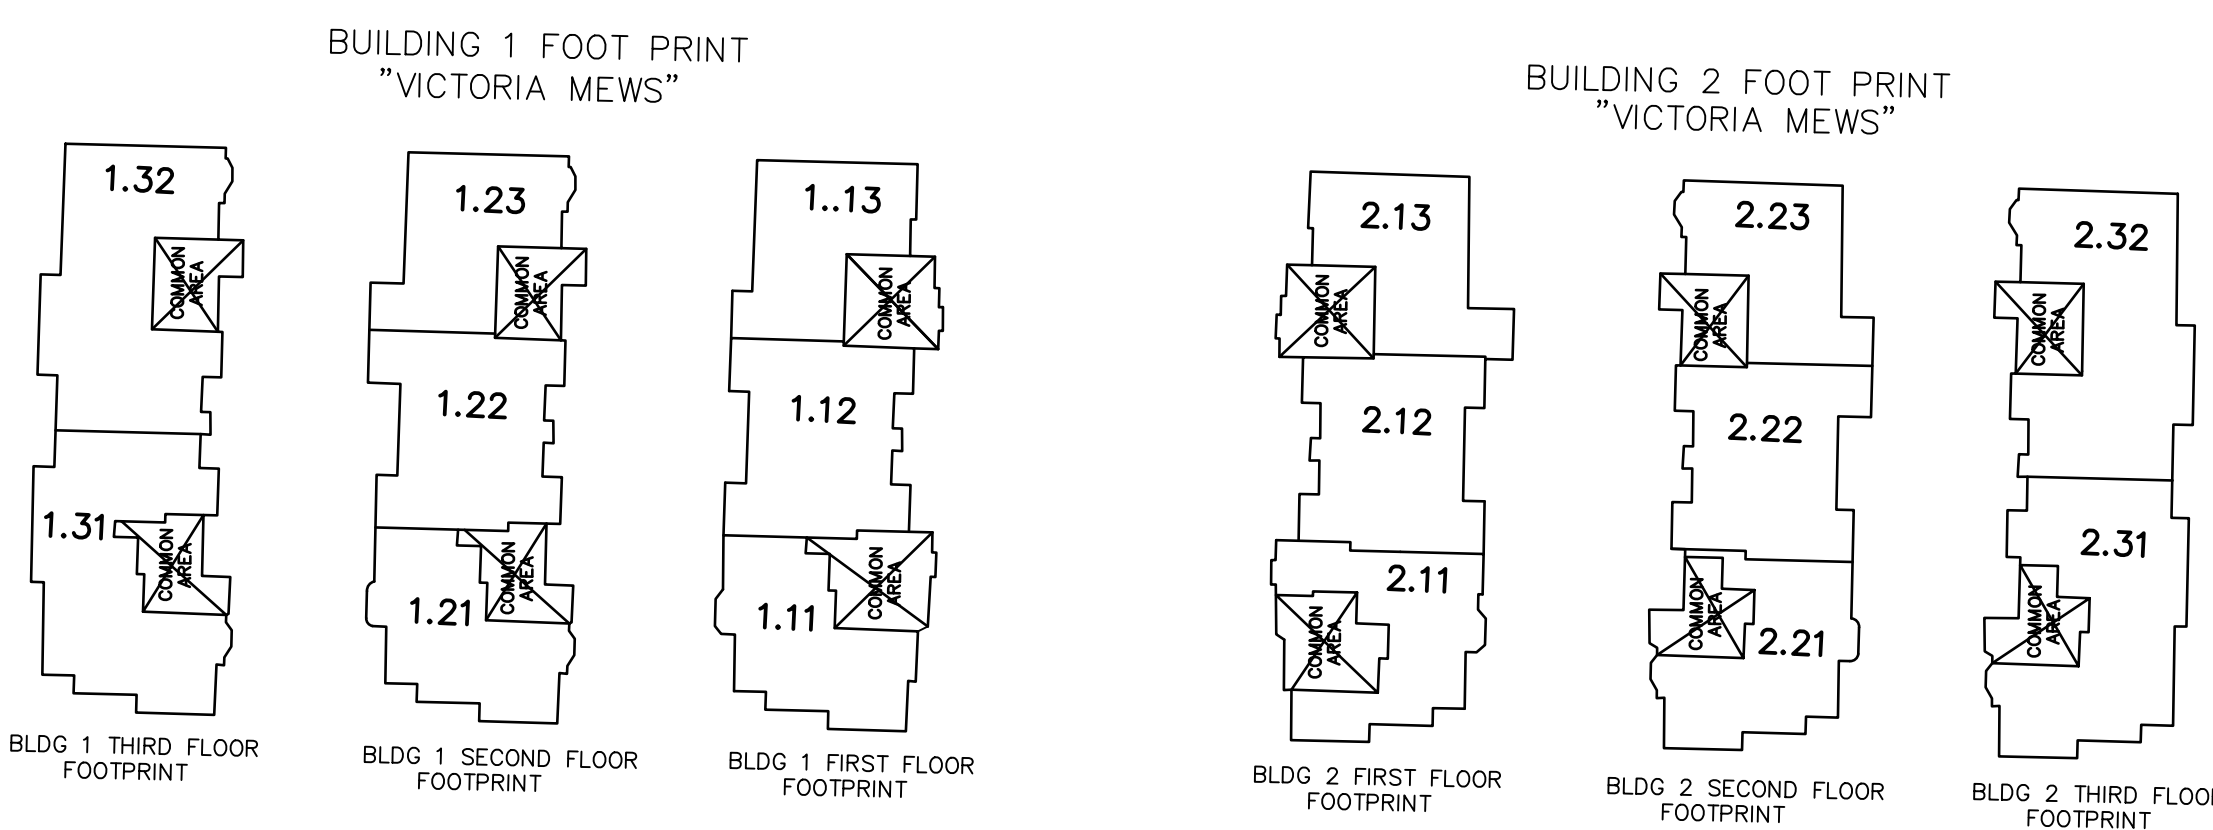 BUILDING 1 FOOT PRINT
"VICTORIA MEWS"
1.32
COMMON
AREA
1.31
COMMON
AREA
BLDG 1 THIRD FLOOR
FOOTPRINT
1.23
COMMON
AREA
1.22
1.21
COMMON
AREA
BLDG 1 SECOND FLOOR
FOOTPRINT
1..13
COMMON
AREA
1.12
1.11
COMMON
AREA
BLDG 1 FIRST FLOOR
FOOTPRINT
BUILDING 2 FOOT PRINT
"VICTORIA MEWS"
2.13
COMMON
AREA
2.12
2.11
COMMON
AREA
BLDG 2 FIRST FLOOR
FOOTPRINT
2.23
COMMON
AREA
2.22
COMMON
AREA
2.21
BLDG 2 SECOND FLOOR
FOOTPRINT
2.32
COMMON
AREA
2.31
COMMON
AREA
BLDG 2 THIRD FLOOR
FOOTPRINT